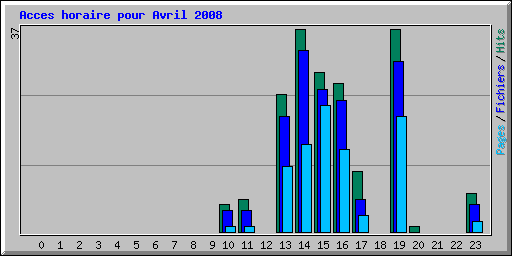 Acces horaire pour Avril 2008
37
Pages / Fichiers / Hits
0 1 2 3 4 5 6 7 8 9 10 11 12 13 14 15 16 17 18 19 20 21 22 23